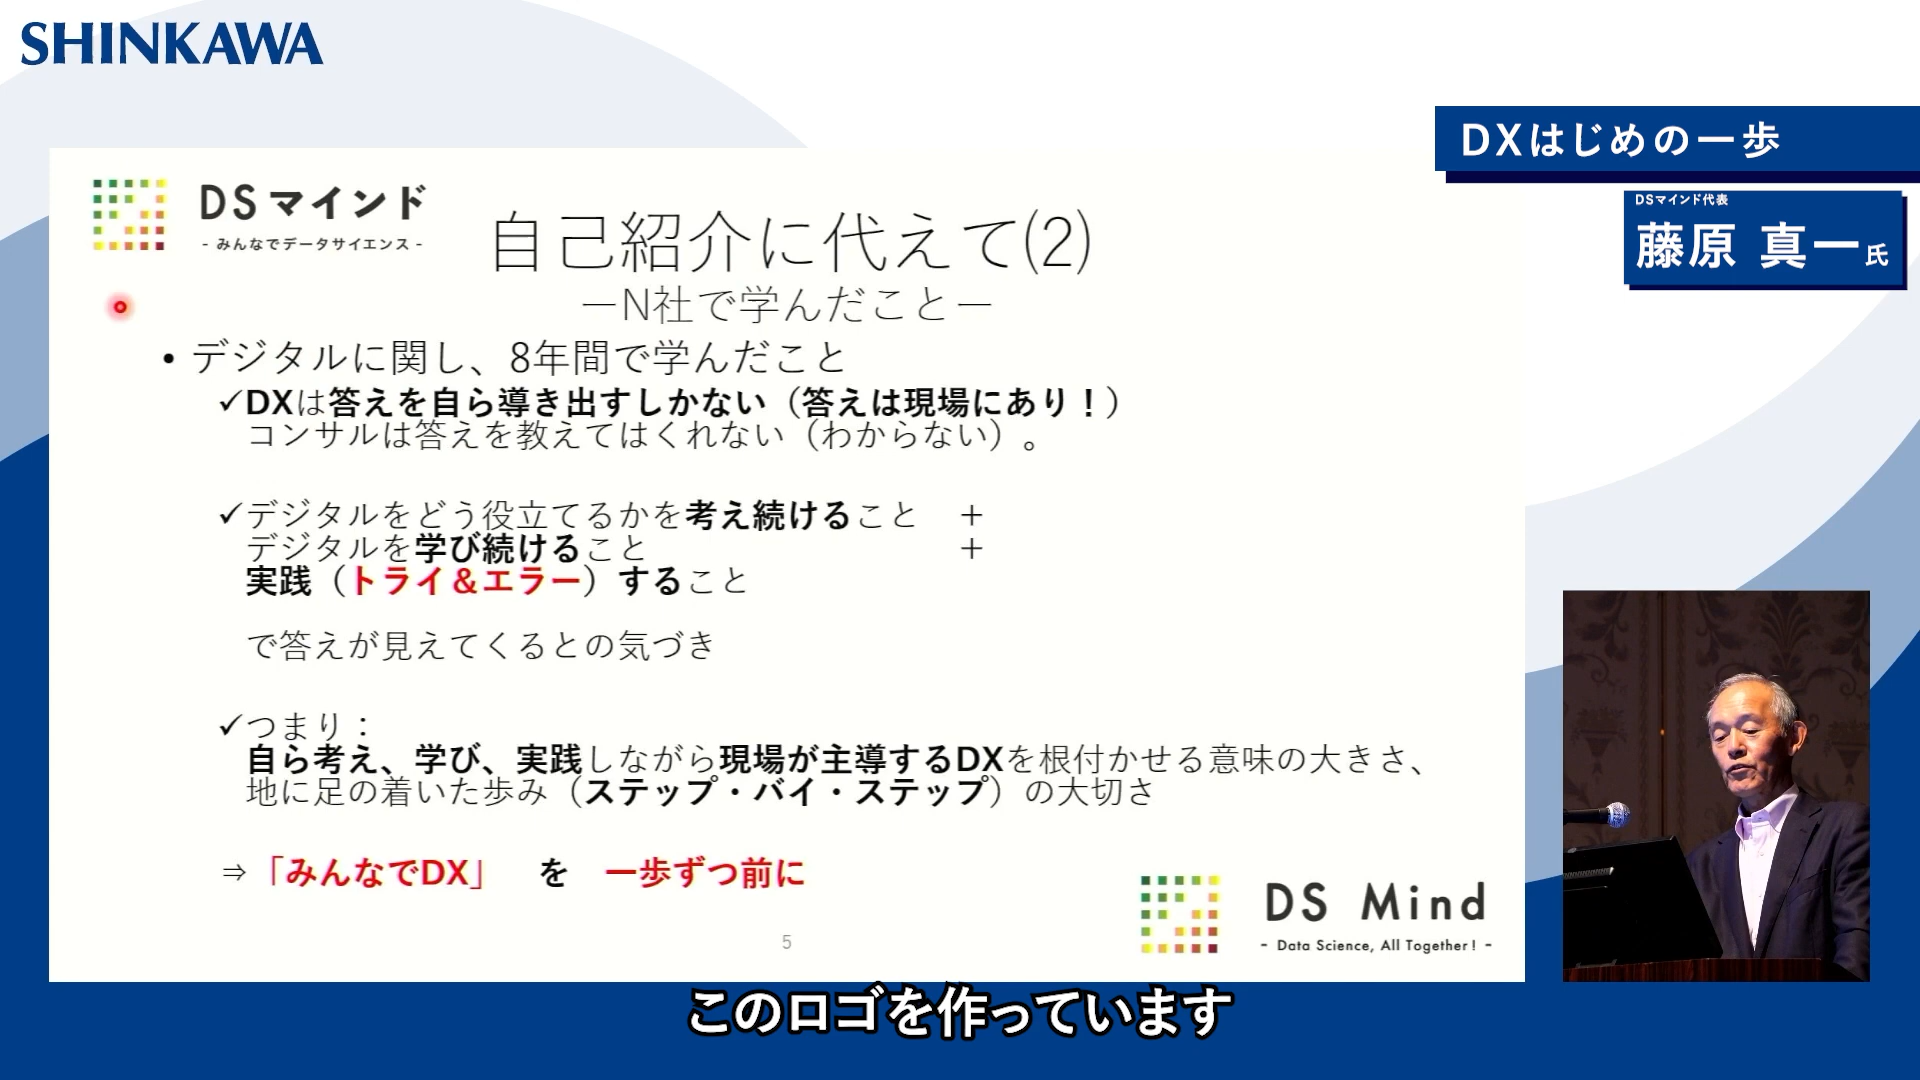 SHINKAWA
DXはじめの一歩
DSマインド代表
藤原 真一氏
DSマインド
- みんなでデータサイエンス -
自己紹介に代えて(2)
―N社で学んだこと―
• デジタルに関し、8年間で学んだこと
✓DXは答えを自ら導き出すしかない（答えは現場にあり！）
コンサルは答えを教えてはくれない（わからない）。
✓デジタルをどう役立てるかを考え続けること ＋
デジタルを学び続けること ＋
実践（トライ＆エラー）すること
で答えが見えてくるとの気づき
✓つまり：
自ら考え、学び、実践しながら現場が主導するDXを根付かせる意味の大きさ、
地に足の着いた歩み（ステップ・バイ・ステップ）の大切さ
⇒「みんなでDX」 を 一歩ずつ前に
DS Mind
- Data Science, All Together! -
5
このロゴを作っています